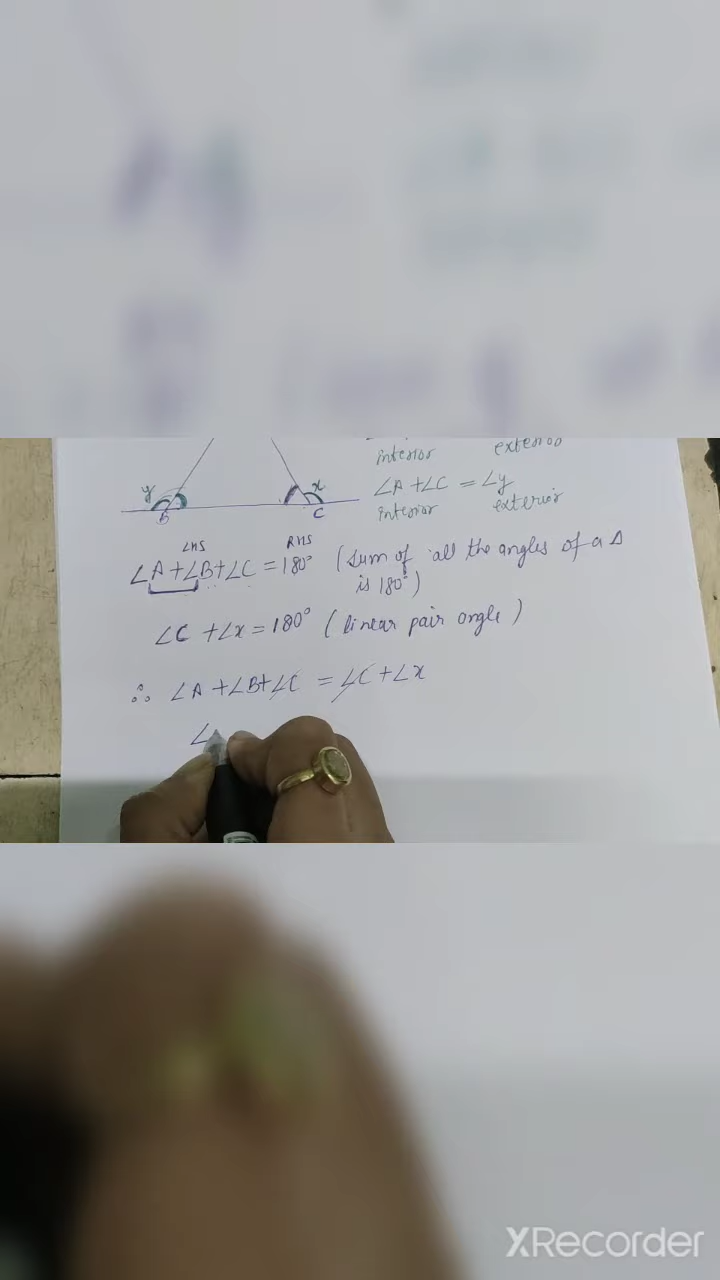 interior exterior
∠A + ∠C = ∠y
interior exterior
y x
B C
LHS RHS
∠A + ∠B + ∠C = 180° (Sum of all the angles of a Δ
is 180°)
∠C + ∠x = 180° (linear pair angle)
∴ ∠A + ∠B + ∠C = ∠C + ∠x
∠
XRecorder